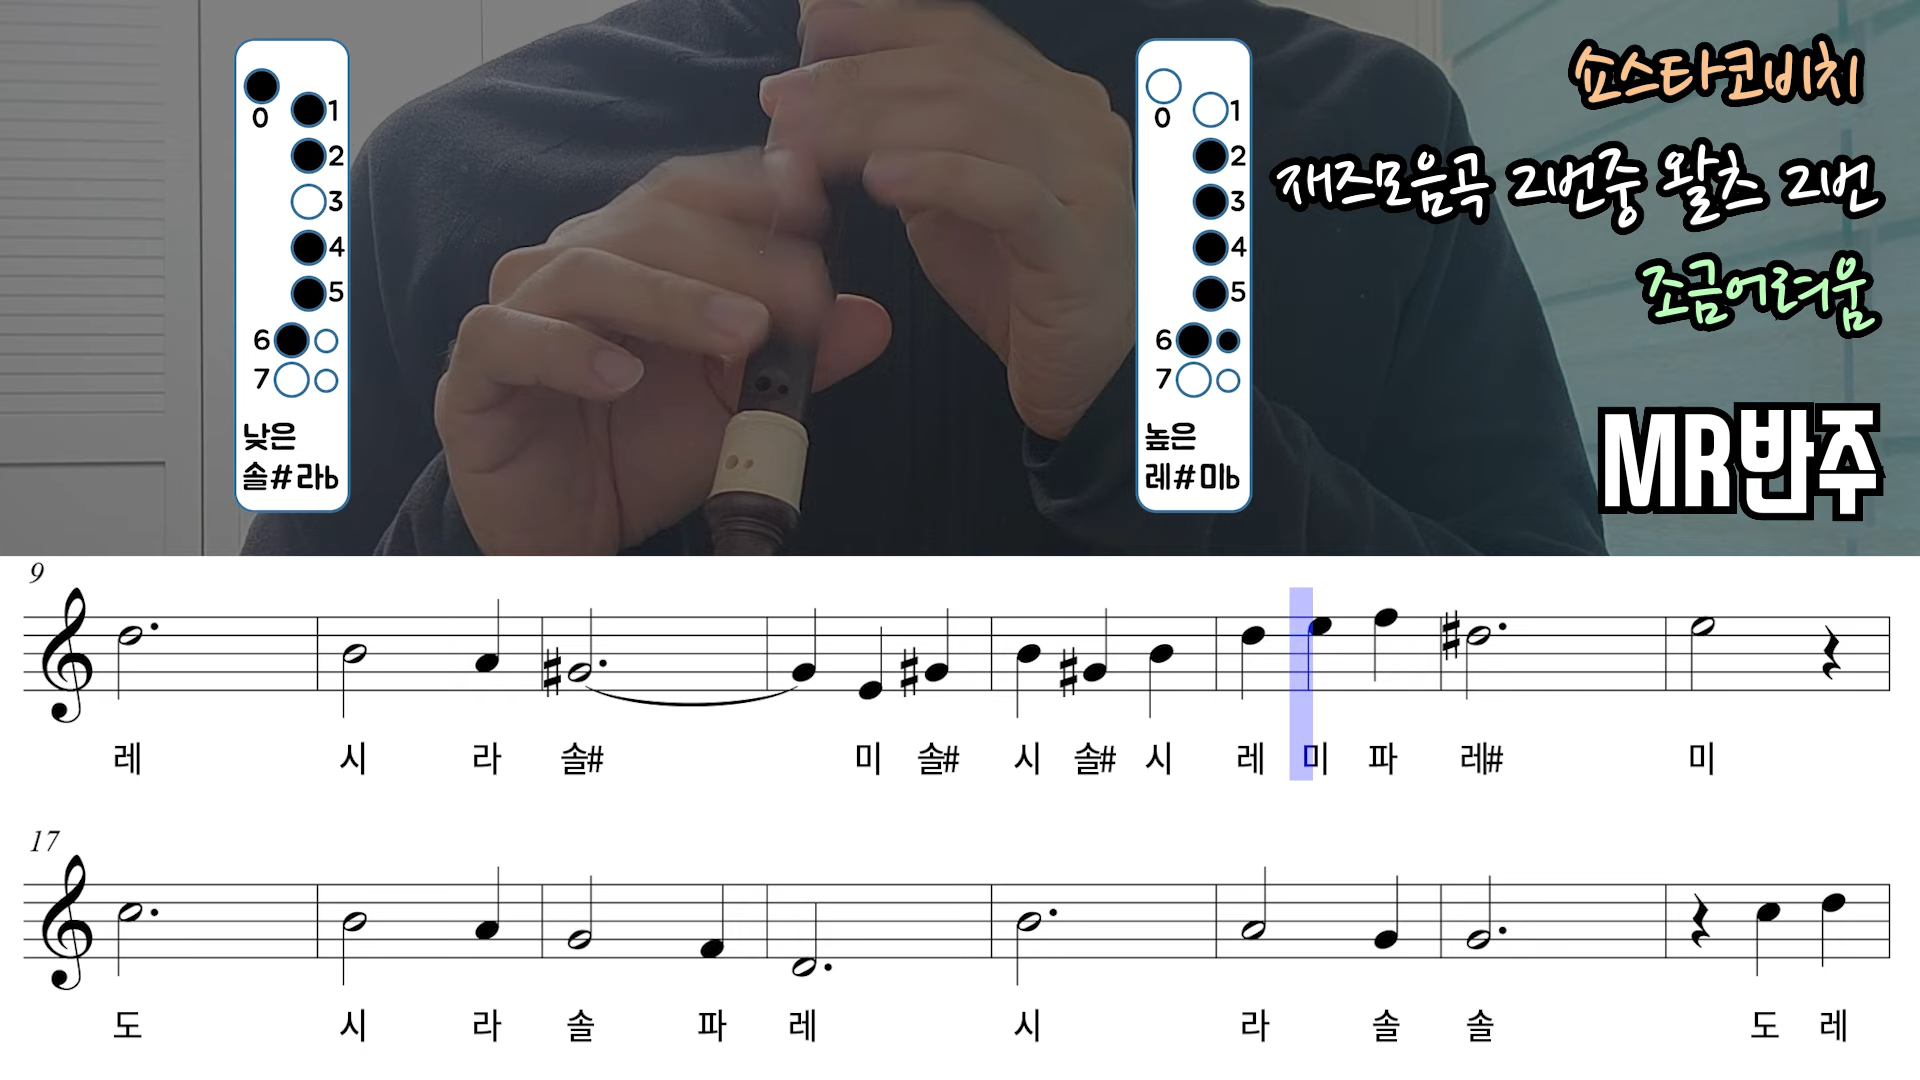 쇼스타코비치
재즈모음곡 2번중 왈츠 2번
조금어려움
MR반주
0
1
2
3
4
5
6
7
낮은
솔#라b
0
1
2
3
4
5
6
7
높은
레#미b
9
레 시 라 솔# 미 솔# 시 솔# 시 레 미 파 레# 미
17
도 시 라 솔 파 레 시 라 솔 솔 도 레